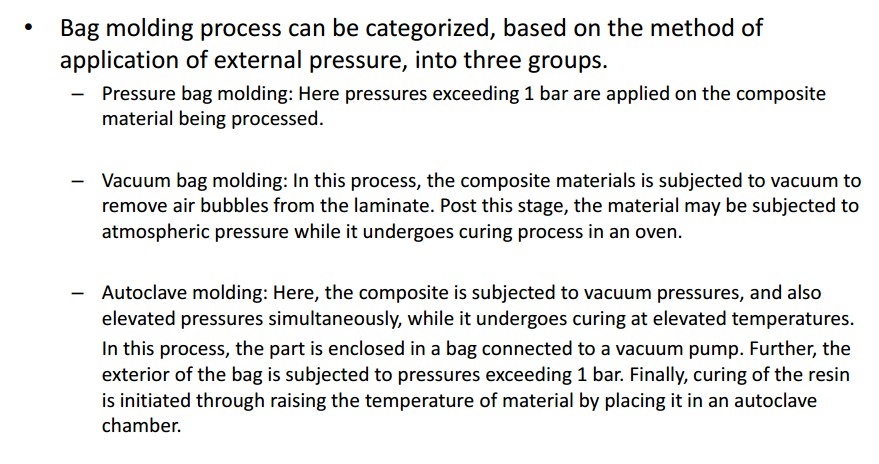 • Bag molding process can be categorized, based on the method of
application of external pressure, into three groups.
– Pressure bag molding: Here pressures exceeding 1 bar are applied on the composite
material being processed.
– Vacuum bag molding: In this process, the composite materials is subjected to vacuum to
remove air bubbles from the laminate. Post this stage, the material may be subjected to
atmospheric pressure while it undergoes curing process in an oven.
– Autoclave molding: Here, the composite is subjected to vacuum pressures, and also
elevated pressures simultaneously, while it undergoes curing at elevated temperatures.
In this process, the part is enclosed in a bag connected to a vacuum pump. Further, the
exterior of the bag is subjected to pressures exceeding 1 bar. Finally, curing of the resin
is initiated through raising the temperature of material by placing it in an autoclave
chamber.